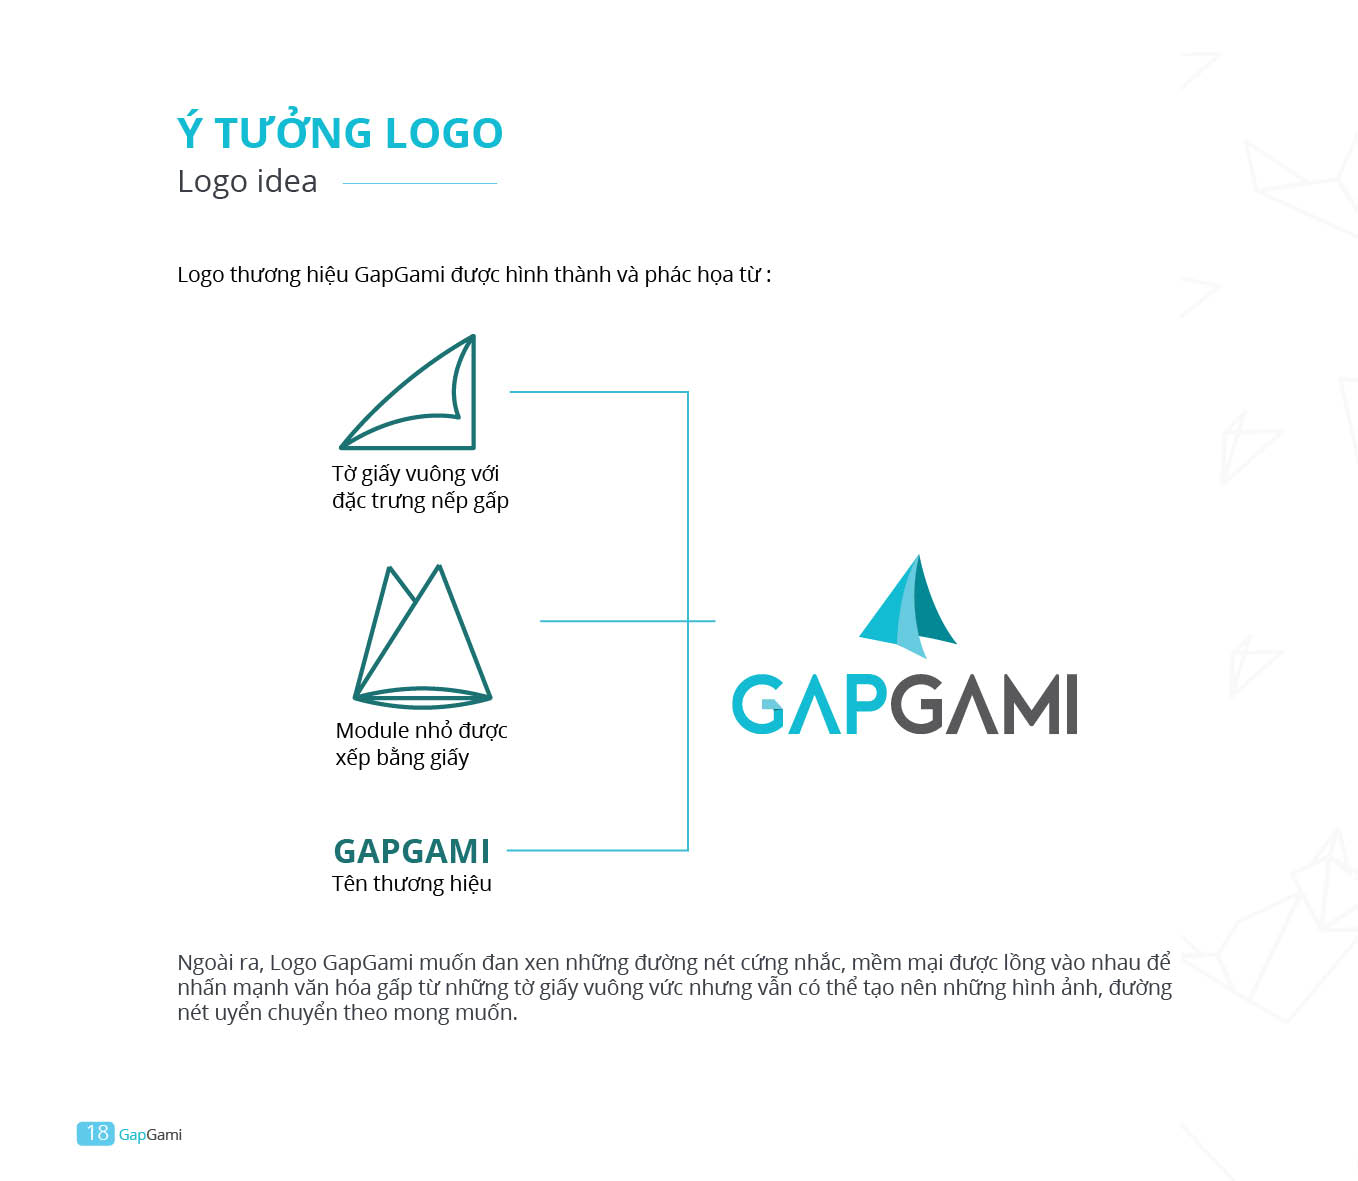 Ý TƯỞNG LOGO
Logo idea
Logo thương hiệu GapGami được hình thành và phác họa từ :
Tờ giấy vuông với
đặc trưng nếp gấp
Module nhỏ được
xếp bằng giấy
GAPGAMI
GAPGAMI
Tên thương hiệu
Ngoài ra, Logo GapGami muốn đan xen những đường nét cứng nhắc, mềm mại được lồng vào nhau để
nhấn mạnh văn hóa gấp từ những tờ giấy vuông vức nhưng vẫn có thể tạo nên những hình ảnh, đường
nét uyển chuyển theo mong muốn.
18 GapGami